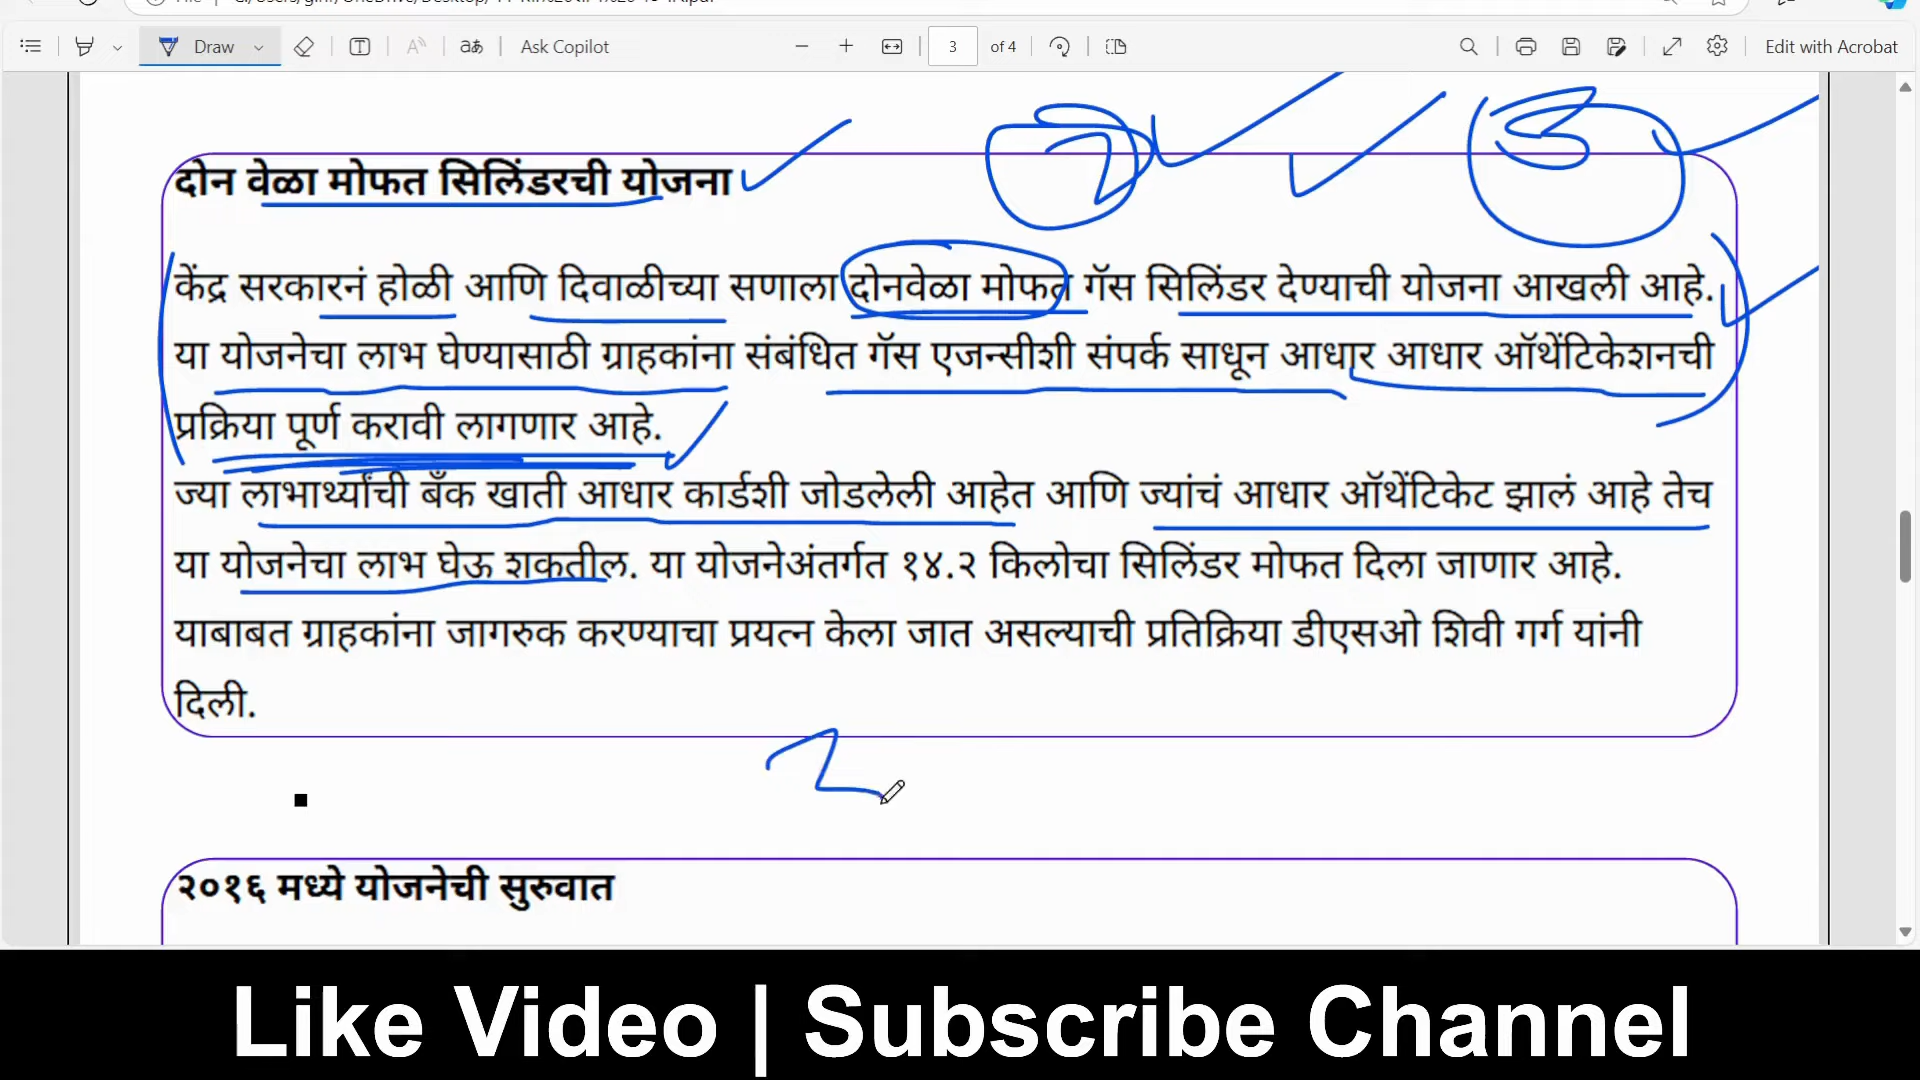 Draw
Ask Copilot
3 of 4
Edit with Acrobat
दोन वेळा मोफत सिलिंडरची योजना
2
3
केंद्र सरकारनं होळी आणि दिवाळीच्या सणाला दोनवेळा मोफत गॅस सिलिंडर देण्याची योजना आखली आहे.
या योजनेचा लाभ घेण्यासाठी ग्राहकांना संबंधित गॅस एजन्सीशी संपर्क साधून आधार आधार ऑथेंटिकेशनची
प्रक्रिया पूर्ण करावी लागणार आहे.
ज्या लाभार्थ्यांची बँक खाती आधार कार्डशी जोडलेली आहेत आणि ज्यांचं आधार ऑथेंटिकेट झालं आहे तेच
या योजनेचा लाभ घेऊ शकतील. या योजनेअंतर्गत १४.२ किलोचा सिलिंडर मोफत दिला जाणार आहे.
याबाबत ग्राहकांना जागरुक करण्याचा प्रयत्न केला जात असल्याची प्रतिक्रिया डीएसओ शिवी गर्ग यांनी
दिली.
2
२०१६ मध्ये योजनेची सुरुवात
Like Video | Subscribe Channel